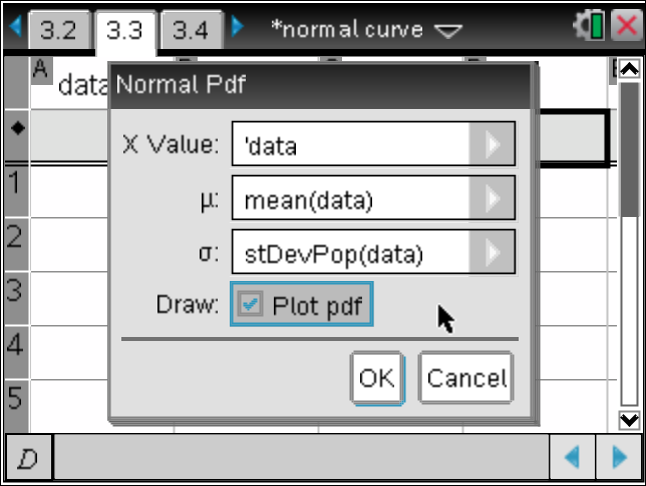 3.2 3.3 3.4 *normal curve
A
data
Normal Pdf
X Value: 'data
μ: mean(data)
σ: stDevPop(data)
Draw: Plot pdf
OK Cancel
1
2
3
4
5
D